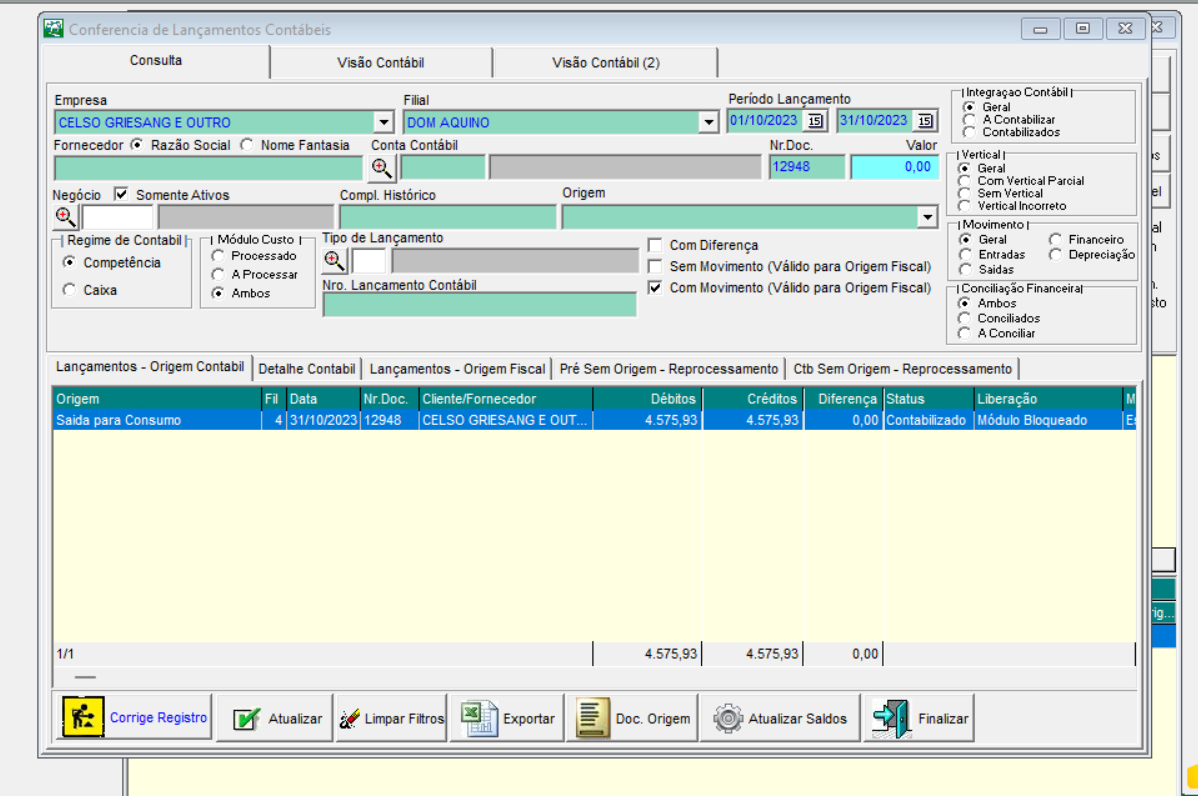 Conferencia de Lançamentos Contábeis
Consulta Visão Contábil Visão Contábil (2)
Empresa Filial Período Lançamento
CELSO GRIESANG E OUTRO DOM AQUINO 01/10/2023 15 31/10/2023 15
Fornecedor Razão Social Nome Fantasia Conta Contábil Nr.Doc. Valor
12948 0,00
Negócio Somente Ativos Compl. Histórico Origem
Regime de Contabil
Competência
Caixa
Módulo Custo
Processado
A Processar
Ambos
Tipo de Lançamento
Nro. Lançamento Contábil
Com Diferença
Sem Movimento (Válido para Origem Fiscal)
Com Movimento (Válido para Origem Fiscal)
Integraçao Contábil
Geral
A Contabilizar
Contabilizados
Vertical
Geral
Com Vertical Parcial
Sem Vertical
Vertical Incorreto
Movimento
Geral Financeiro
Entradas Depreciação
Saidas
Conciliação Financeira
Ambos
Conciliados
A Conciliar
Lançamentos - Origem Contabil Detalhe Contabil Lançamentos - Origem Fiscal Pré Sem Origem - Reprocessamento Ctb Sem Origem - Reprocessamento
Origem Fil Data Nr.Doc. Cliente/Fornecedor Débitos Créditos Diferença Status Liberação M
Saida para Consumo 4 31/10/2023 12948 CELSO GRIESANG E OUT... 4.575,93 4.575,93 0,00 Contabilizado Módulo Bloqueado
1/1 4.575,93 4.575,93 0,00
Corrige Registro Atualizar Limpar Filtros Exportar Doc. Origem Atualizar Saldos Finalizar